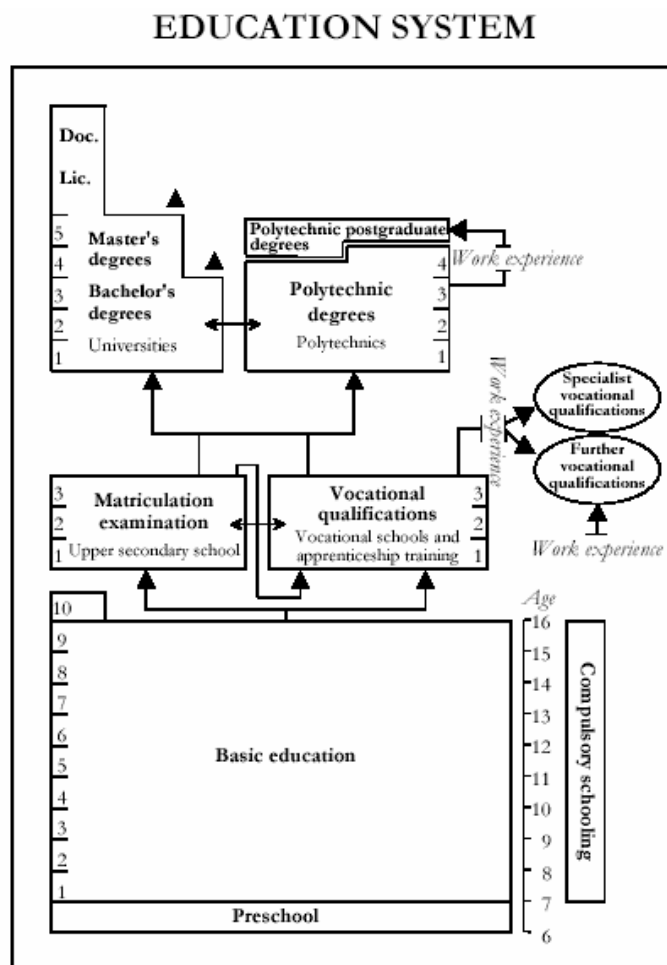 EDUCATION SYSTEM
Doc.
Lic.
5
4
3
2
1
Master's
degrees
Bachelor's
degrees
Universities
Polytechnic postgraduate
degrees
Polytechnic
degrees
Polytechnics
4
3
2
1
Work experience
Work experience
Specialist
vocational
qualifications
Further
vocational
qualifications
Work experience
3
2
1
Matriculation
examination
Upper secondary school
Vocational
qualifications
Vocational schools and
apprenticeship training
3
2
1
10
9
8
7
6
5
4
3
2
1
Basic education
Preschool
Age
16
15
14
13
12
11
10
9
8
7
6
Compulsory schooling